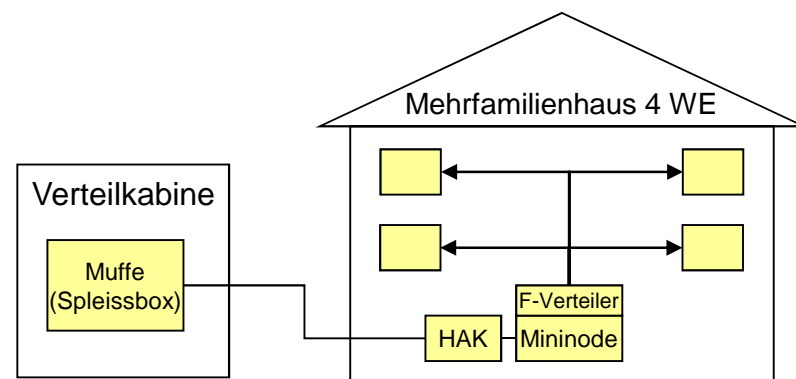 Mehrfamilienhaus 4 WE
Verteilkabine
Muffe
(Spleissbox)
F-Verteiler
HAK
Mininode